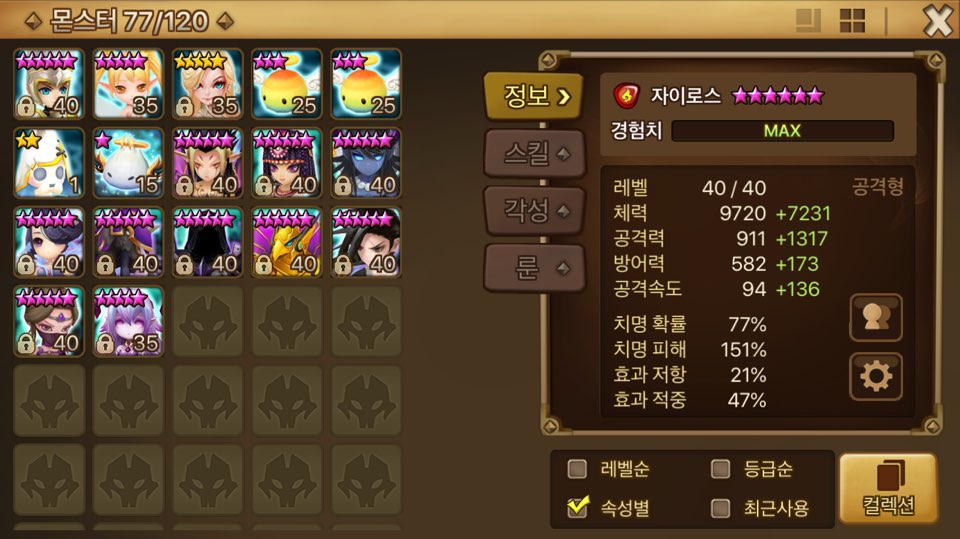 몬스터 77/120
40
35
35
25
25
1
15
40
40
40
40
40
40
40
40
40
35
정보
스킬
각성
룬
자이로스
경험치 MAX
레벨 40 / 40 공격형
체력 9720 +7231
공격력 911 +1317
방어력 582 +173
공격속도 94 +136
치명 확률 77%
치명 피해 151%
효과 저항 21%
효과 적중 47%
레벨순 등급순
속성별 최근사용
컬렉션